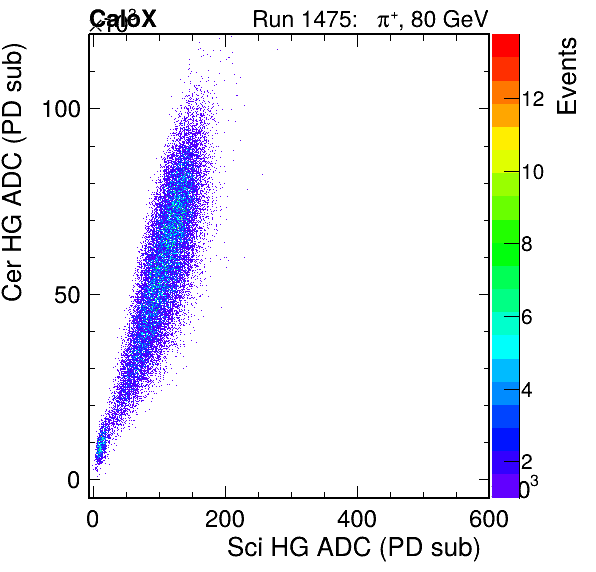 CaloX Run 1475: π⁺, 80 GeV
×10³
Cer HG ADC (PD sub)
100
50
0
0 200 400 600
Sci HG ADC (PD sub)
Events
12
10
8
6
4
2
0³